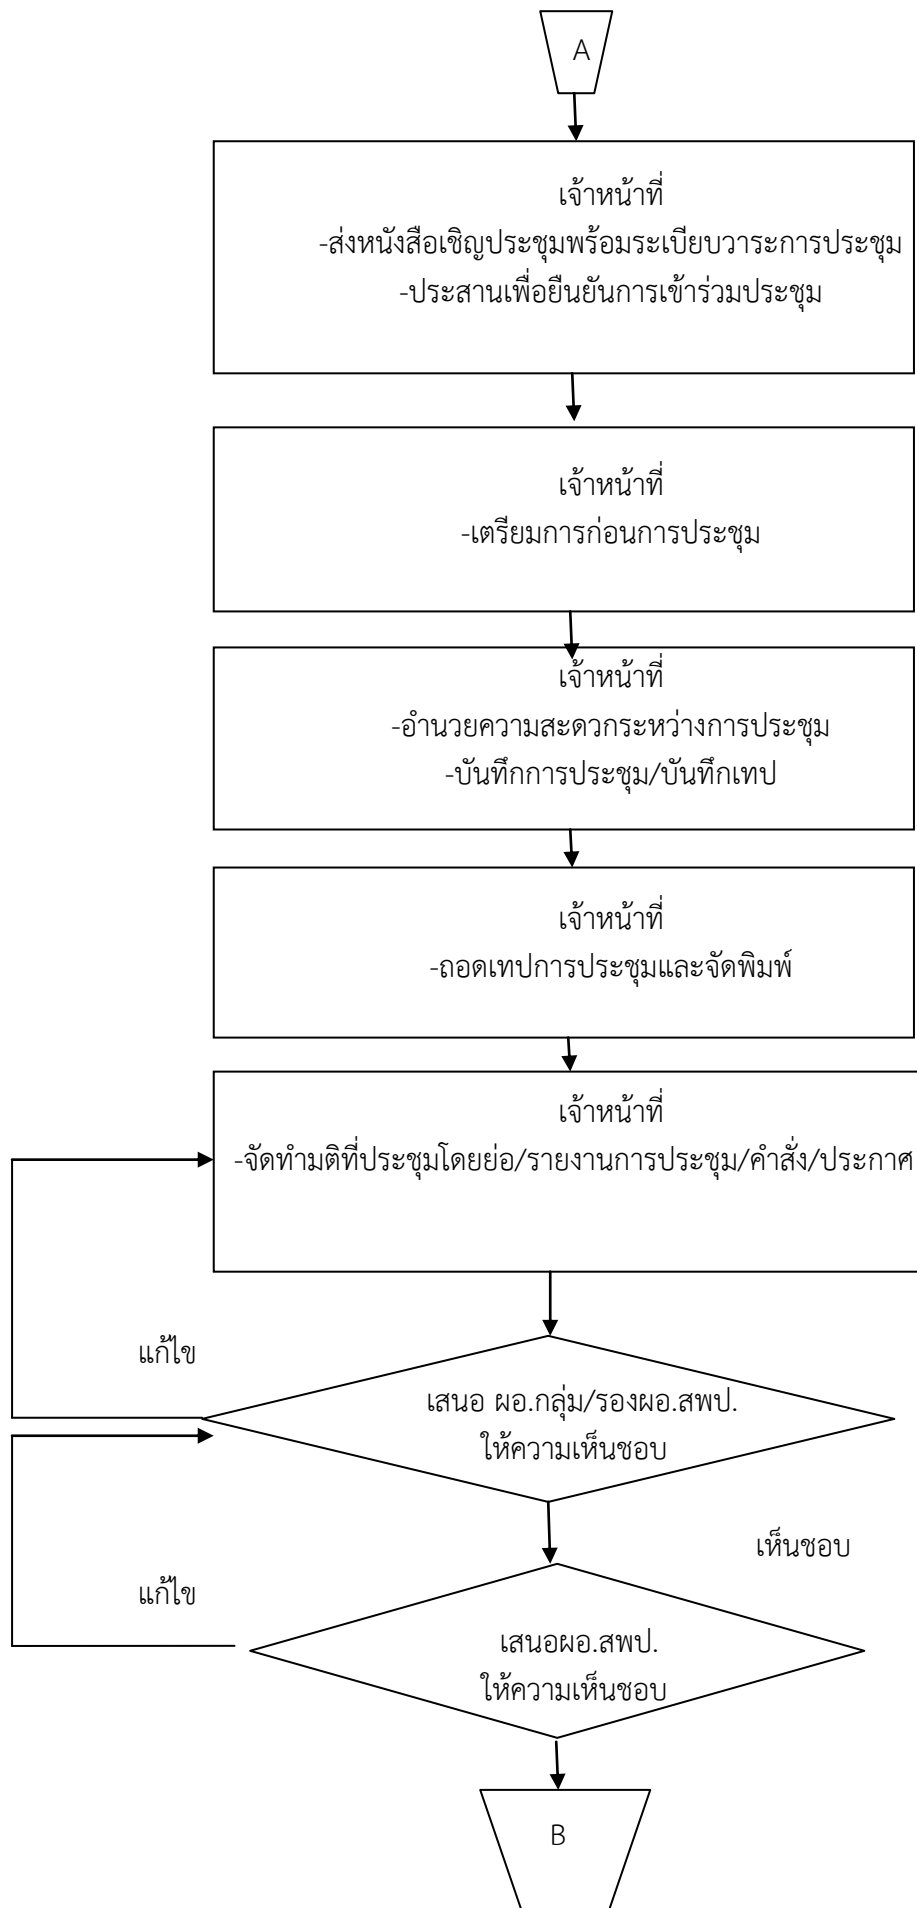 A
เจ้าหน้าที่
-ส่งหนังสือเชิญประชุมพร้อมระเบียบวาระการประชุม
-ประสานเพื่อยืนยันการเข้าร่วมประชุม
เจ้าหน้าที่
-เตรียมการก่อนการประชุม
เจ้าหน้าที่
-อำนวยความสะดวกระหว่างการประชุม
-บันทึกการประชุม/บันทึกเทป
เจ้าหน้าที่
-ถอดเทปการประชุมและจัดพิมพ์
เจ้าหน้าที่
-จัดทำมติที่ประชุมโดยย่อ/รายงานการประชุม/คำสั่ง/ประกาศ
แก้ไข
เสนอ ผอ.กลุ่ม/รองผอ.สพป.
ให้ความเห็นชอบ
เห็นชอบ
แก้ไข
เสนอผอ.สพป.
ให้ความเห็นชอบ
B